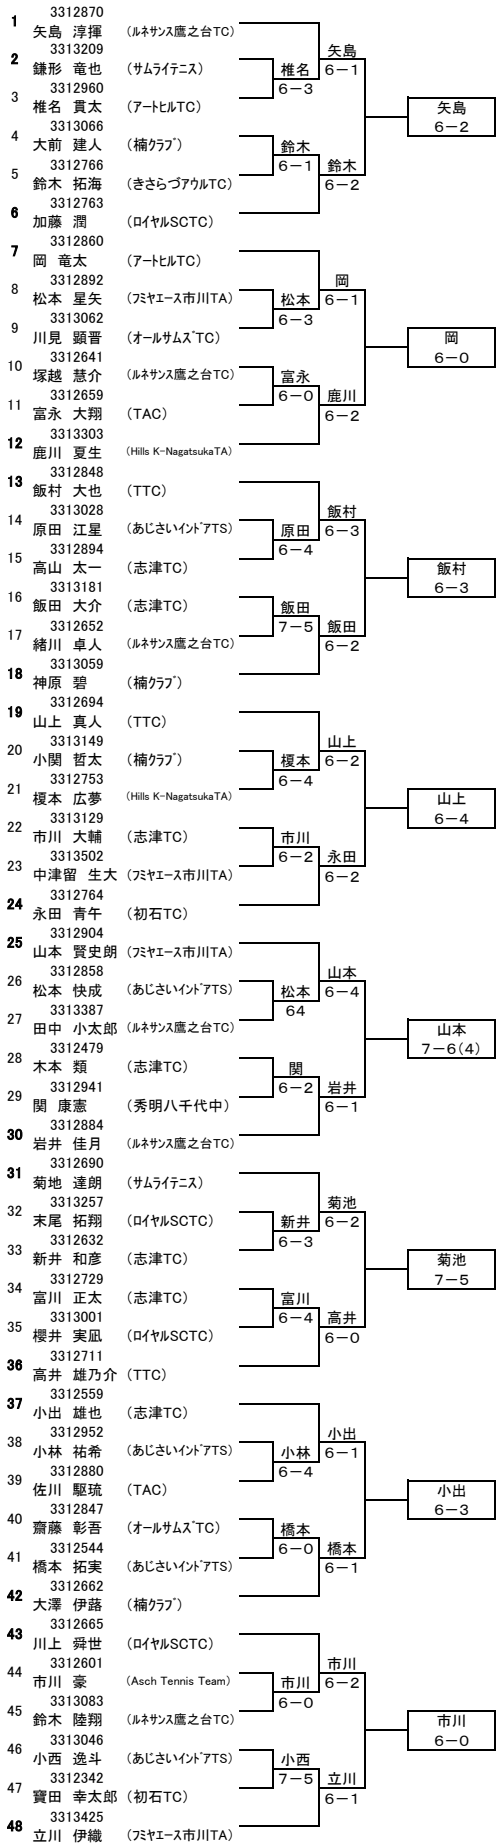 3312870
1 矢島 淳揮 (ルネサンス鷹之台TC)
3313209 矢島
2 鎌形 竜也 (サムライテニス) 椎名 6-1
3312960 6-3
3 椎名 貫太 (アートヒルTC) 矢島
3313066 6-2
4 大前 建人 (楠クラブ) 鈴木
3312766 6-1 鈴木
5 鈴木 拓海 (きさらづアウルTC) 6-2
3312763
6 加藤 潤 (ロイヤルSCTC)
3312860
7 岡 竜太 (アートヒルTC)
3312892 岡
8 松本 星矢 (フミヤエース市川TA) 松本 6-1
3313062 6-3
9 川見 顕晋 (オールサムズTC) 岡
3312641 6-0
10 塚越 慧介 (ルネサンス鷹之台TC) 富永
3312659 6-0 鹿川
11 富永 大翔 (TAC) 6-2
3313303
12 鹿川 夏生 (Hills K-NagatsukaTA)
3312848
13 飯村 大也 (TTC)
3313028 飯村
14 原田 江星 (あじさいインドアTS) 原田 6-3
3312894 6-4
15 高山 太一 (志津TC) 飯村
3313181 6-3
16 飯田 大介 (志津TC) 飯田
3312652 7-5 飯田
17 緒川 卓人 (ルネサンス鷹之台TC) 6-2
3313059
18 神原 碧 (楠クラブ)
3312694
19 山上 真人 (TTC)
3313149 山上
20 小関 哲太 (楠クラブ) 榎本 6-2
3312753 6-4
21 榎本 広夢 (Hills K-NagatsukaTA) 山上
3313129 6-4
22 市川 大輔 (志津TC) 市川
3313502 6-2 永田
23 中津留 生大 (フミヤエース市川TA) 6-2
3312764
24 永田 青午 (初石TC)
3312904
25 山本 賢史朗 (フミヤエース市川TA)
3312858 山本
26 松本 快成 (あじさいインドアTS) 松本 6-4
3313387 64
27 田中 小太郎 (ルネサンス鷹之台TC) 山本
3312479 7-6(4)
28 木本 類 (志津TC) 関
3312941 6-2 岩井
29 関 康憲 (秀明八千代中) 6-1
3312884
30 岩井 佳月 (ルネサンス鷹之台TC)
3312690
31 菊地 達朗 (サムライテニス)
3313257 菊池
32 末尾 拓翔 (ロイヤルSCTC) 新井 6-2
3312632 6-3
33 新井 和彦 (志津TC) 菊池
3312729 7-5
34 富川 正太 (志津TC) 富川
3313001 6-4 高井
35 櫻井 実凪 (ロイヤルSCTC) 6-0
3312711
36 高井 雄乃介 (TTC)
3312559
37 小出 雄也 (志津TC)
3312952 小出
38 小林 祐希 (あじさいインドアTS) 小林 6-1
3312880 6-4
39 佐川 駆琉 (TAC) 小出
3312847 6-3
40 齋藤 彰吾 (オールサムズTC) 橋本
3312544 6-0 橋本
41 橋本 拓実 (あじさいインドアTS) 6-1
3312662
42 大澤 伊蕗 (楠クラブ)
3312665
43 川上 舜世 (ロイヤルSCTC)
3312601 市川
44 市川 豪 (Asch Tennis Team) 市川 6-2
3313083 6-0
45 鈴木 陸翔 (ルネサンス鷹之台TC) 市川
3313046 6-0
46 小西 逸斗 (あじさいインドアTS) 小西
3312342 7-5 立川
47 寶田 幸太郎 (初石TC) 6-1
3313425
48 立川 伊織 (フミヤエース市川TA)